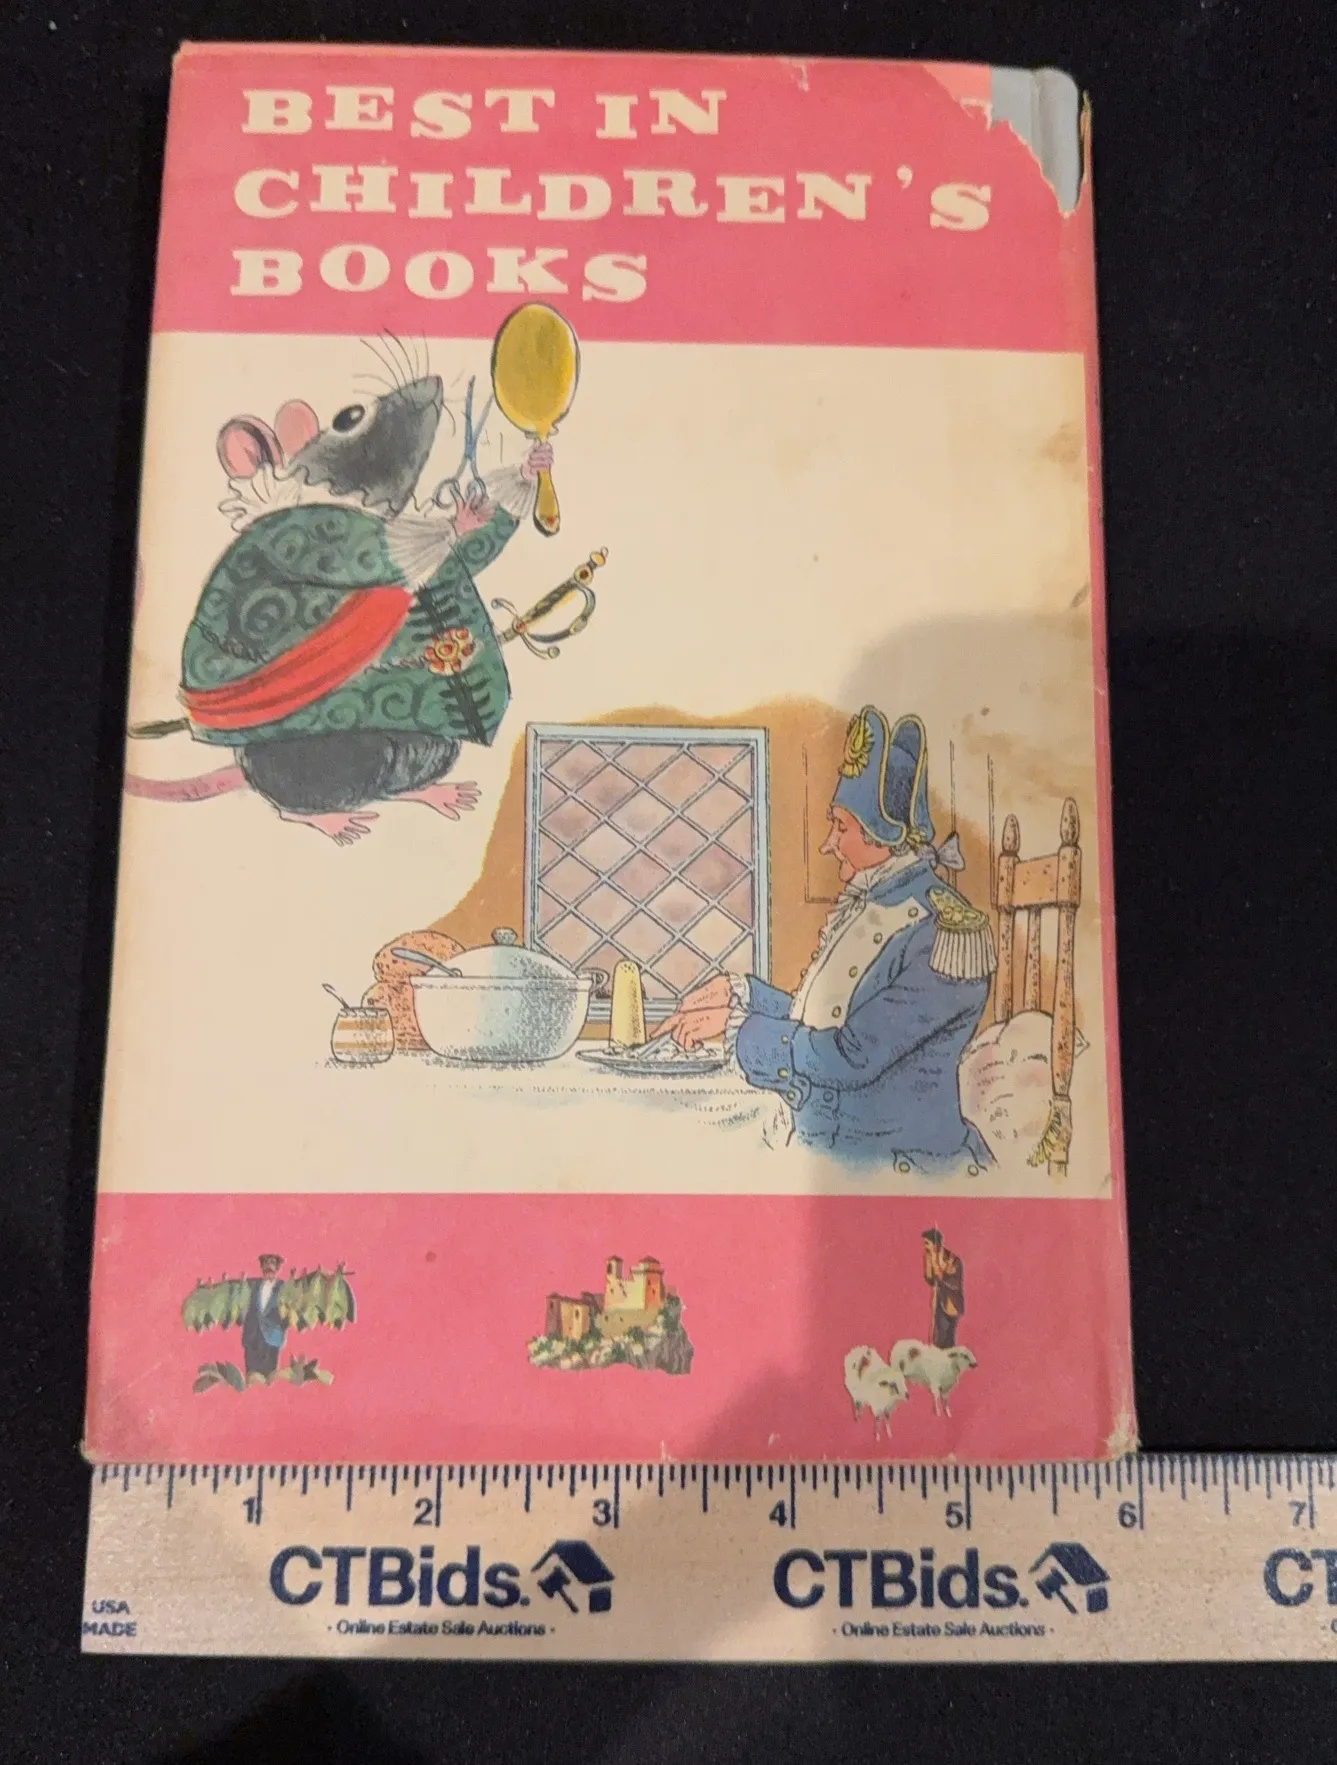 BEST IN
CHILDREN'S
BOOKS
1 2 3 4 5 6 7
CTBids. CTBids. CT
USA
MADE
- Online Estate Sale Auctions - - Online Estate Sale Auctions -